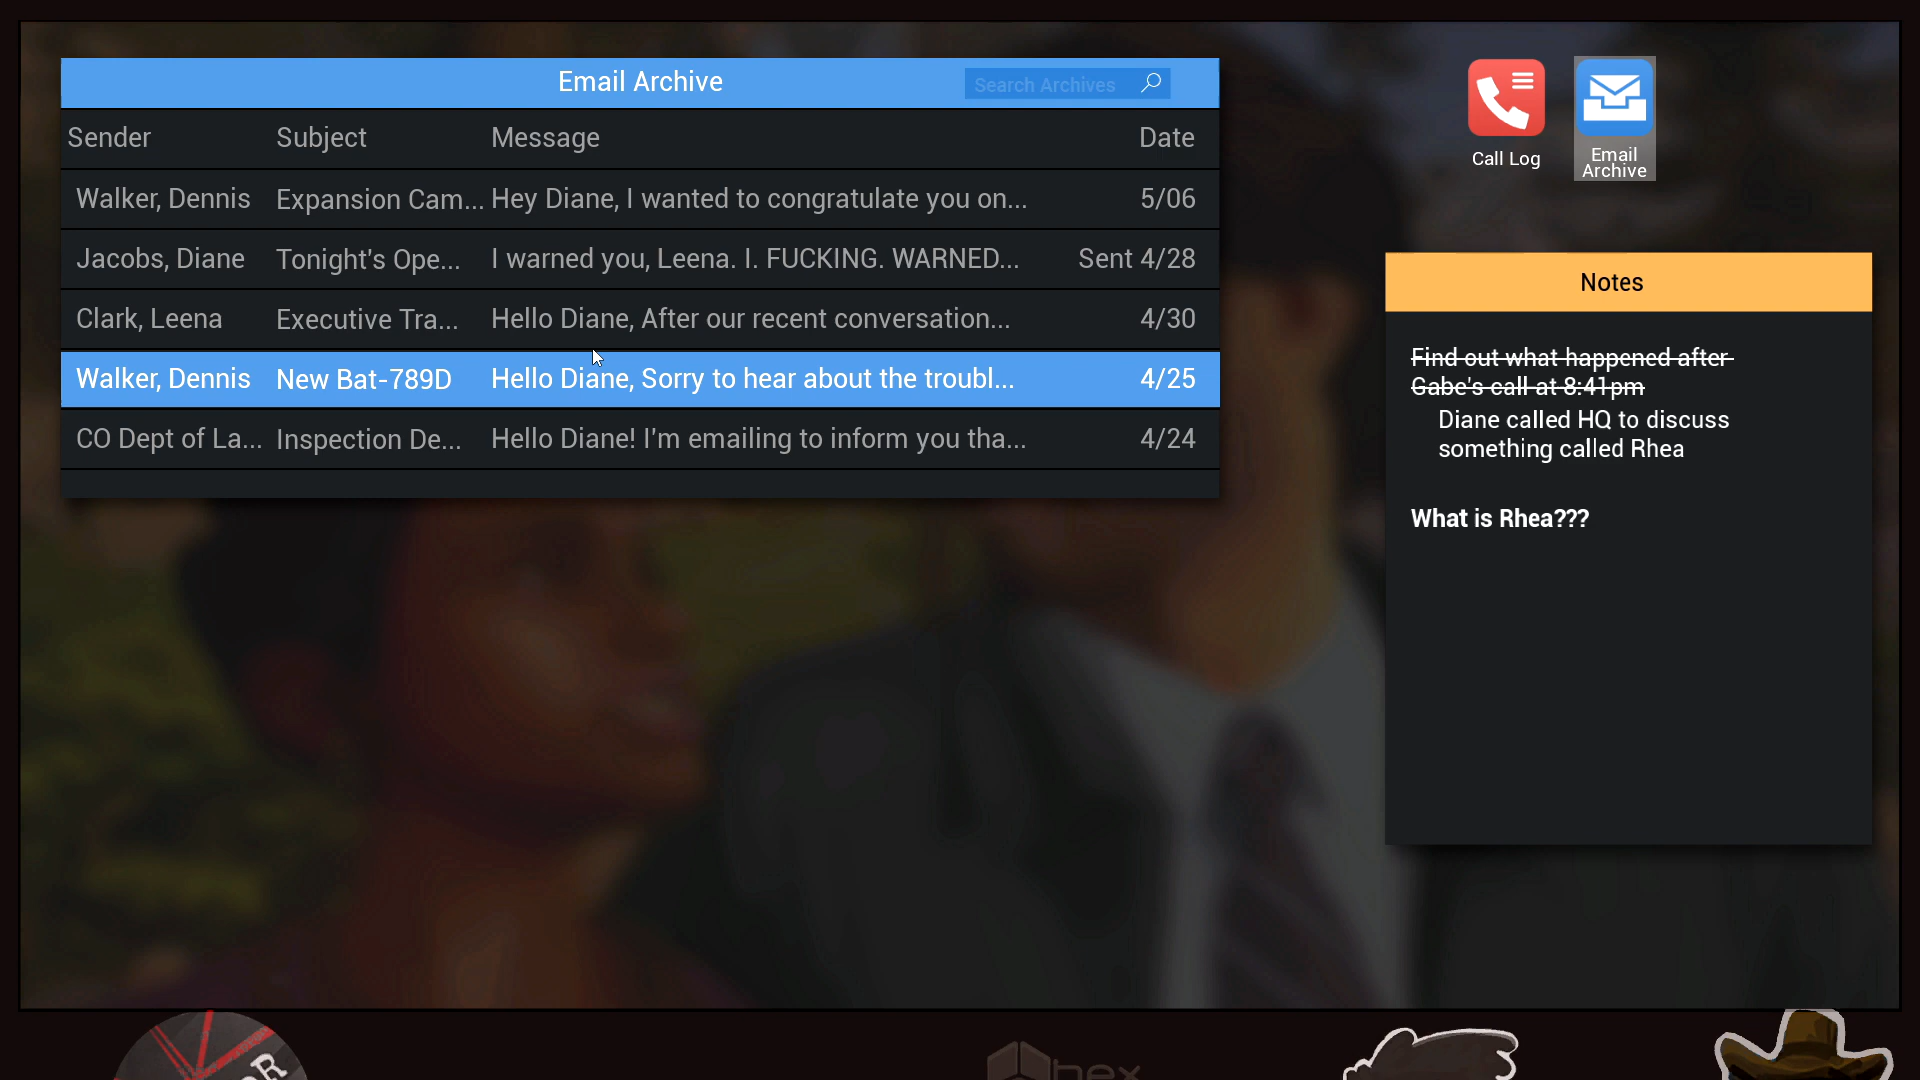 Email Archive
Search Archives
Sender Subject Message Date
Walker, Dennis Expansion Cam... Hey Diane, I wanted to congratulate you on... 5/06
Jacobs, Diane Tonight's Ope... I warned you, Leena. I. FUCKING. WARNED... Sent 4/28
Clark, Leena Executive Tra... Hello Diane, After our recent conversation... 4/30
Walker, Dennis New Bat-789D Hello Diane, Sorry to hear about the troubl... 4/25
CO Dept of La... Inspection De... Hello Diane! I'm emailing to inform you tha... 4/24
Call Log
Email
Archive
Notes
Find out what happened after
Gabe's call at 8:41pm
Diane called HQ to discuss
something called Rhea
What is Rhea???
hex